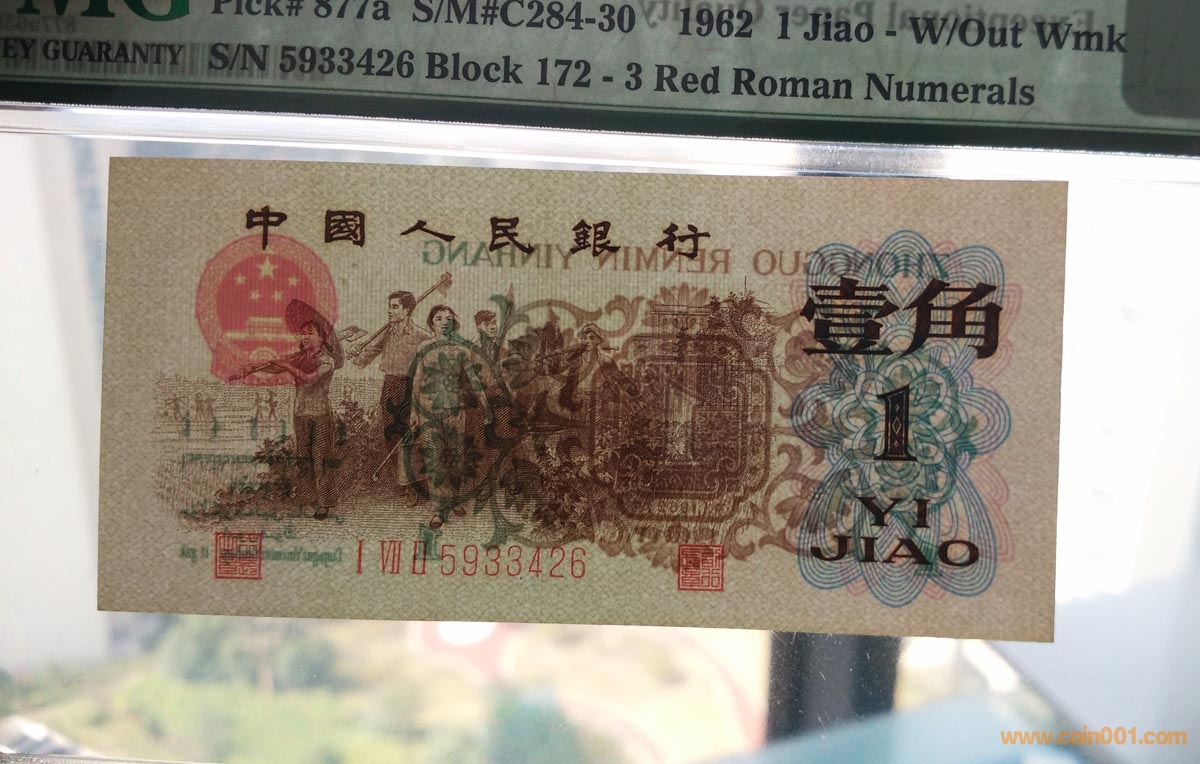 MG Pick# 877a S/M#C284-30 1962 1 Jiao - W/Out Wmk
EY GUARANTY S/N 5933426 Block 172 - 3 Red Roman Numerals
中國人民銀行
ZHONGGUO RENMIN YINHANG
壹角
1
YI
JIAO
I VII II 5933426
www.coin001.com